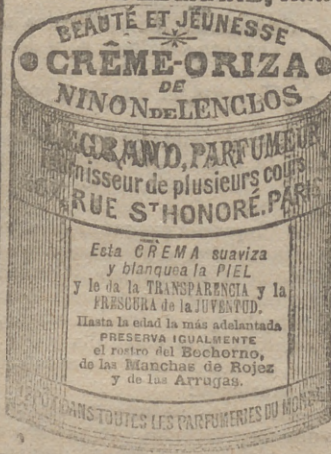 BEAUTÉ ET JEUNESSE
CRÊME-ORIZA
DE
NINON DE LENCLOS
LEGRAND, PARFUMEUR
Fournisseur de plusieurs cours
RUE ST HONORÉ. PARIS
Esta CREMA suaviza
y blanquea la PIEL
y le da la TRANSPARENCIA y la
FRESCURA de la JUVENTUD.
Hasta la edad la más adelantada
PRESERVA IGUALMENTE
el rostro del Bochorno,
de las Manchas de Rojez
y de las Arrugas.
DANS TOUTES LES PARFUMERIES DU MONDE